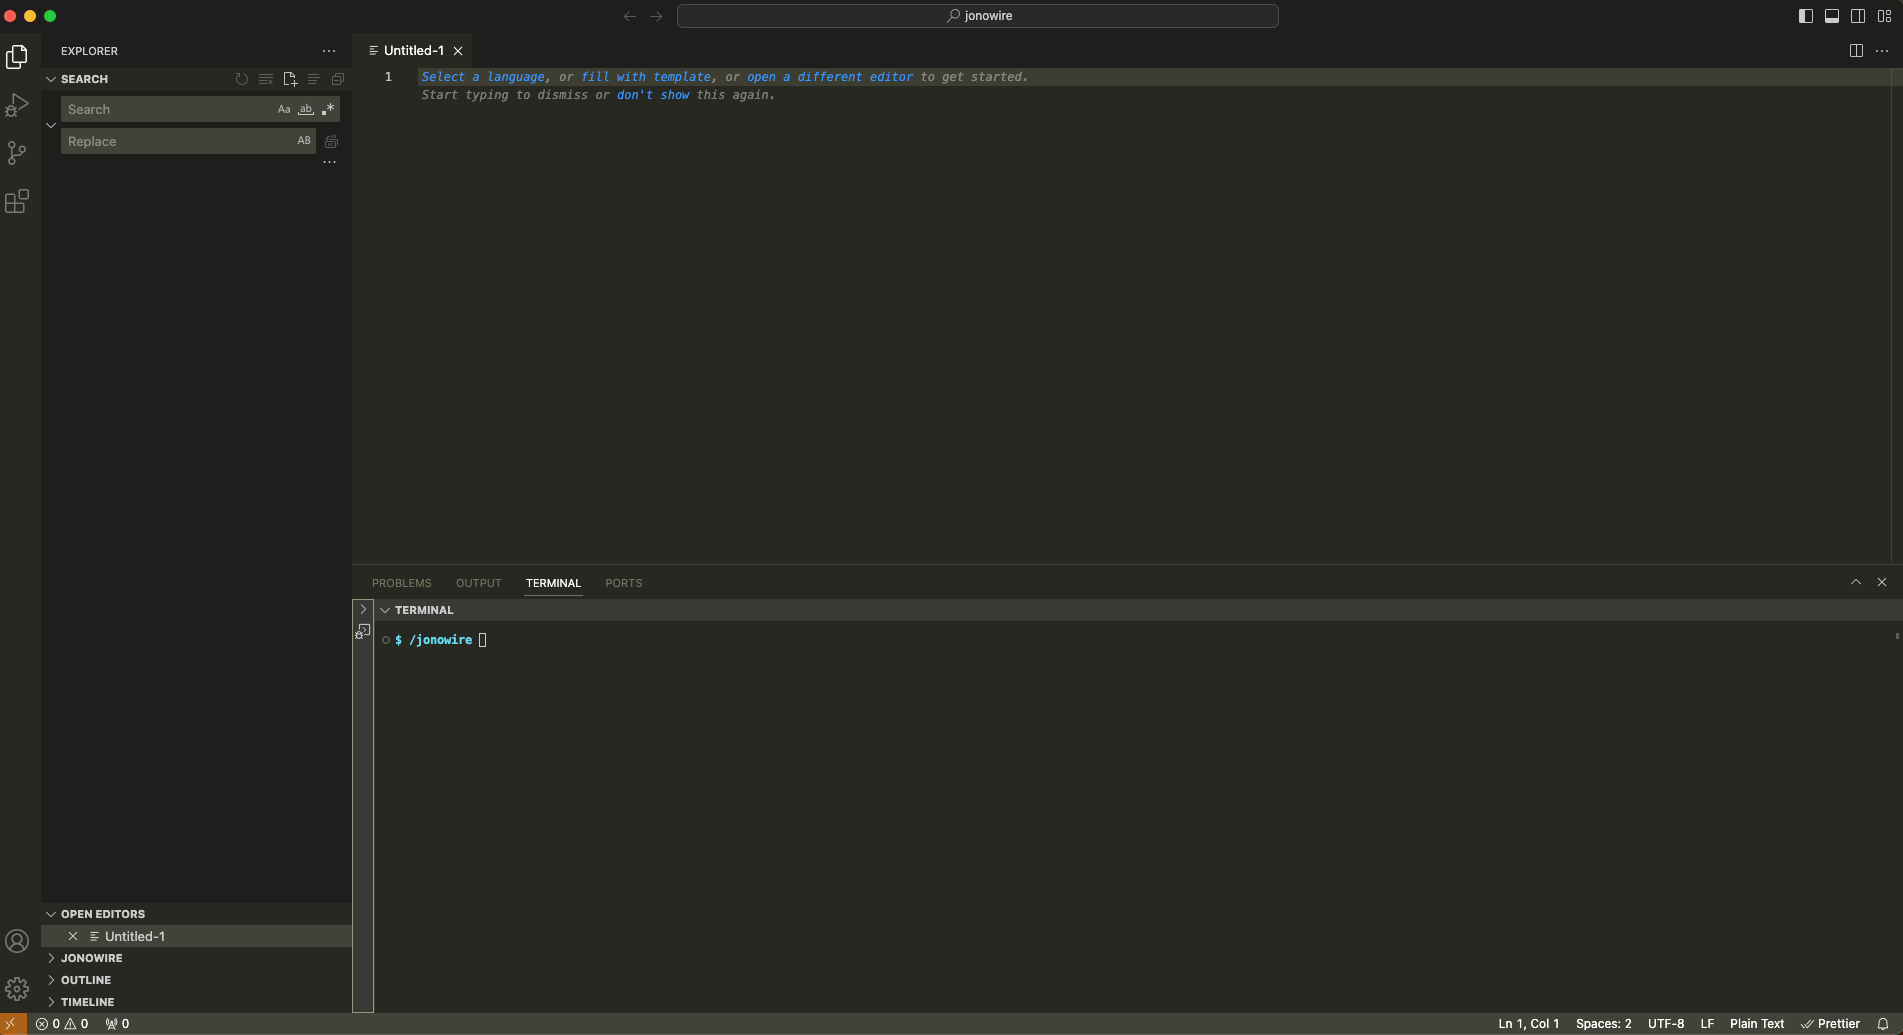 jonowire
EXPLORER
SEARCH
Search
Aa ab .*
Replace
AB
Untitled-1
1 Select a language, or fill with template, or open a different editor to get started.
Start typing to dismiss or don't show this again.
PROBLEMS OUTPUT TERMINAL PORTS
TERMINAL
$ /jonowire
OPEN EDITORS
Untitled-1
JONOWIRE
OUTLINE
TIMELINE
0 0 0 Ln 1, Col 1 Spaces: 2 UTF-8 LF Plain Text Prettier